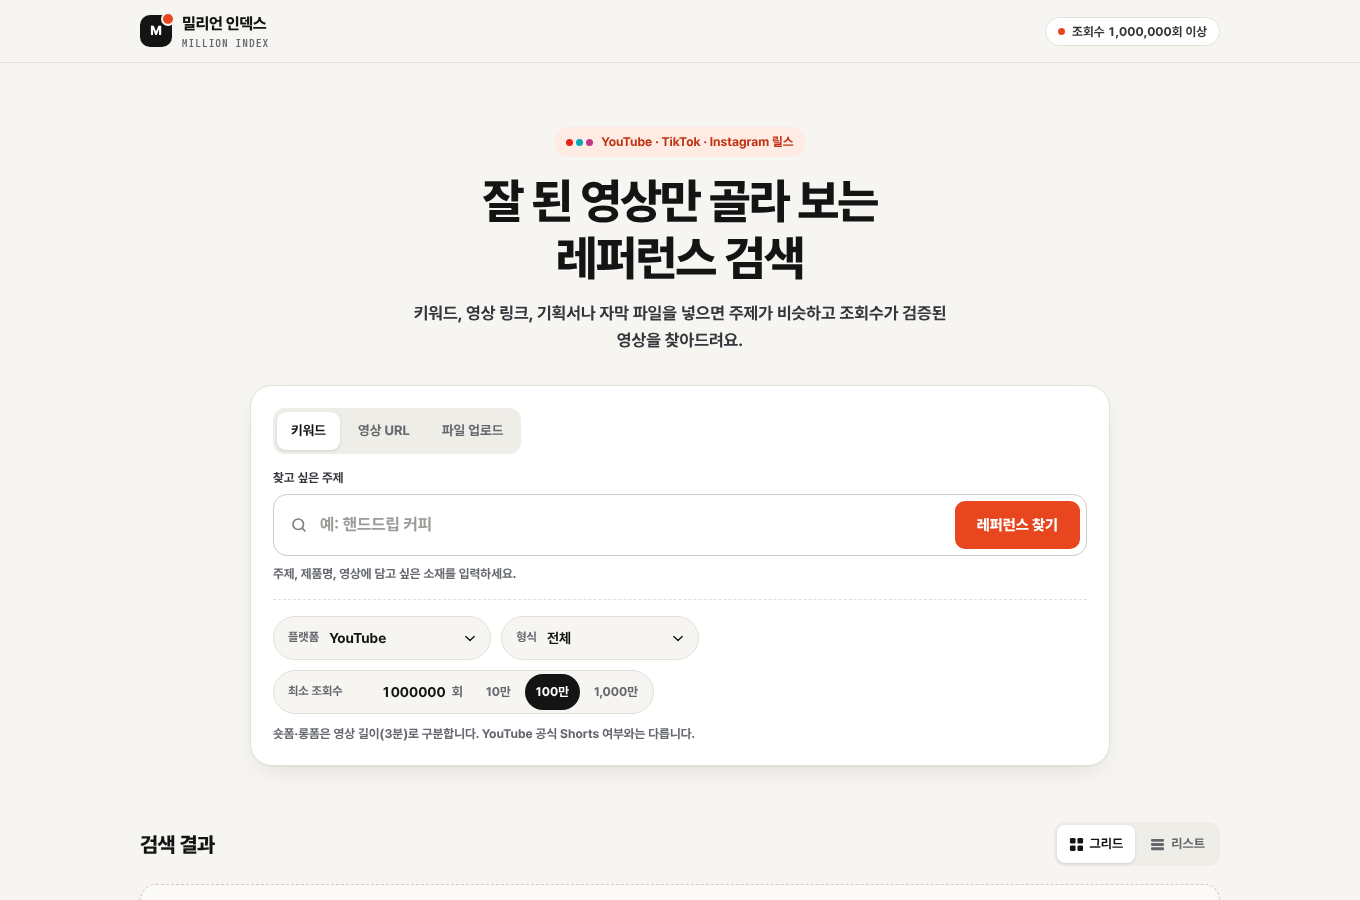 M
밀리언 인덱스
MILLION INDEX
조회수 1,000,000회 이상
YouTube · TikTok · Instagram 릴스
잘 된 영상만 골라 보는
레퍼런스 검색
키워드, 영상 링크, 기획서나 자막 파일을 넣으면 주제가 비슷하고 조회수가 검증된
영상을 찾아드려요.
키워드 영상 URL 파일 업로드
찾고 싶은 주제
예: 핸드드립 커피 레퍼런스 찾기
주제, 제품명, 영상에 담고 싶은 소재를 입력하세요.
플랫폼 YouTube 형식 전체
최소 조회수 1000000 회 10만 100만 1,000만
숏폼·롱폼은 영상 길이(3분)로 구분합니다. YouTube 공식 Shorts 여부와는 다릅니다.
검색 결과 그리드 리스트